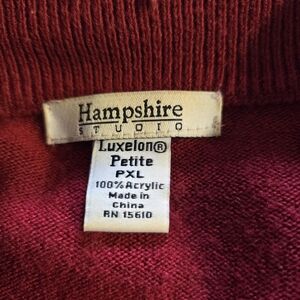 Hampshire
STUDIO
Luxelon®
Petite
PXL
100% Acrylic
Made in
China
RN 15610